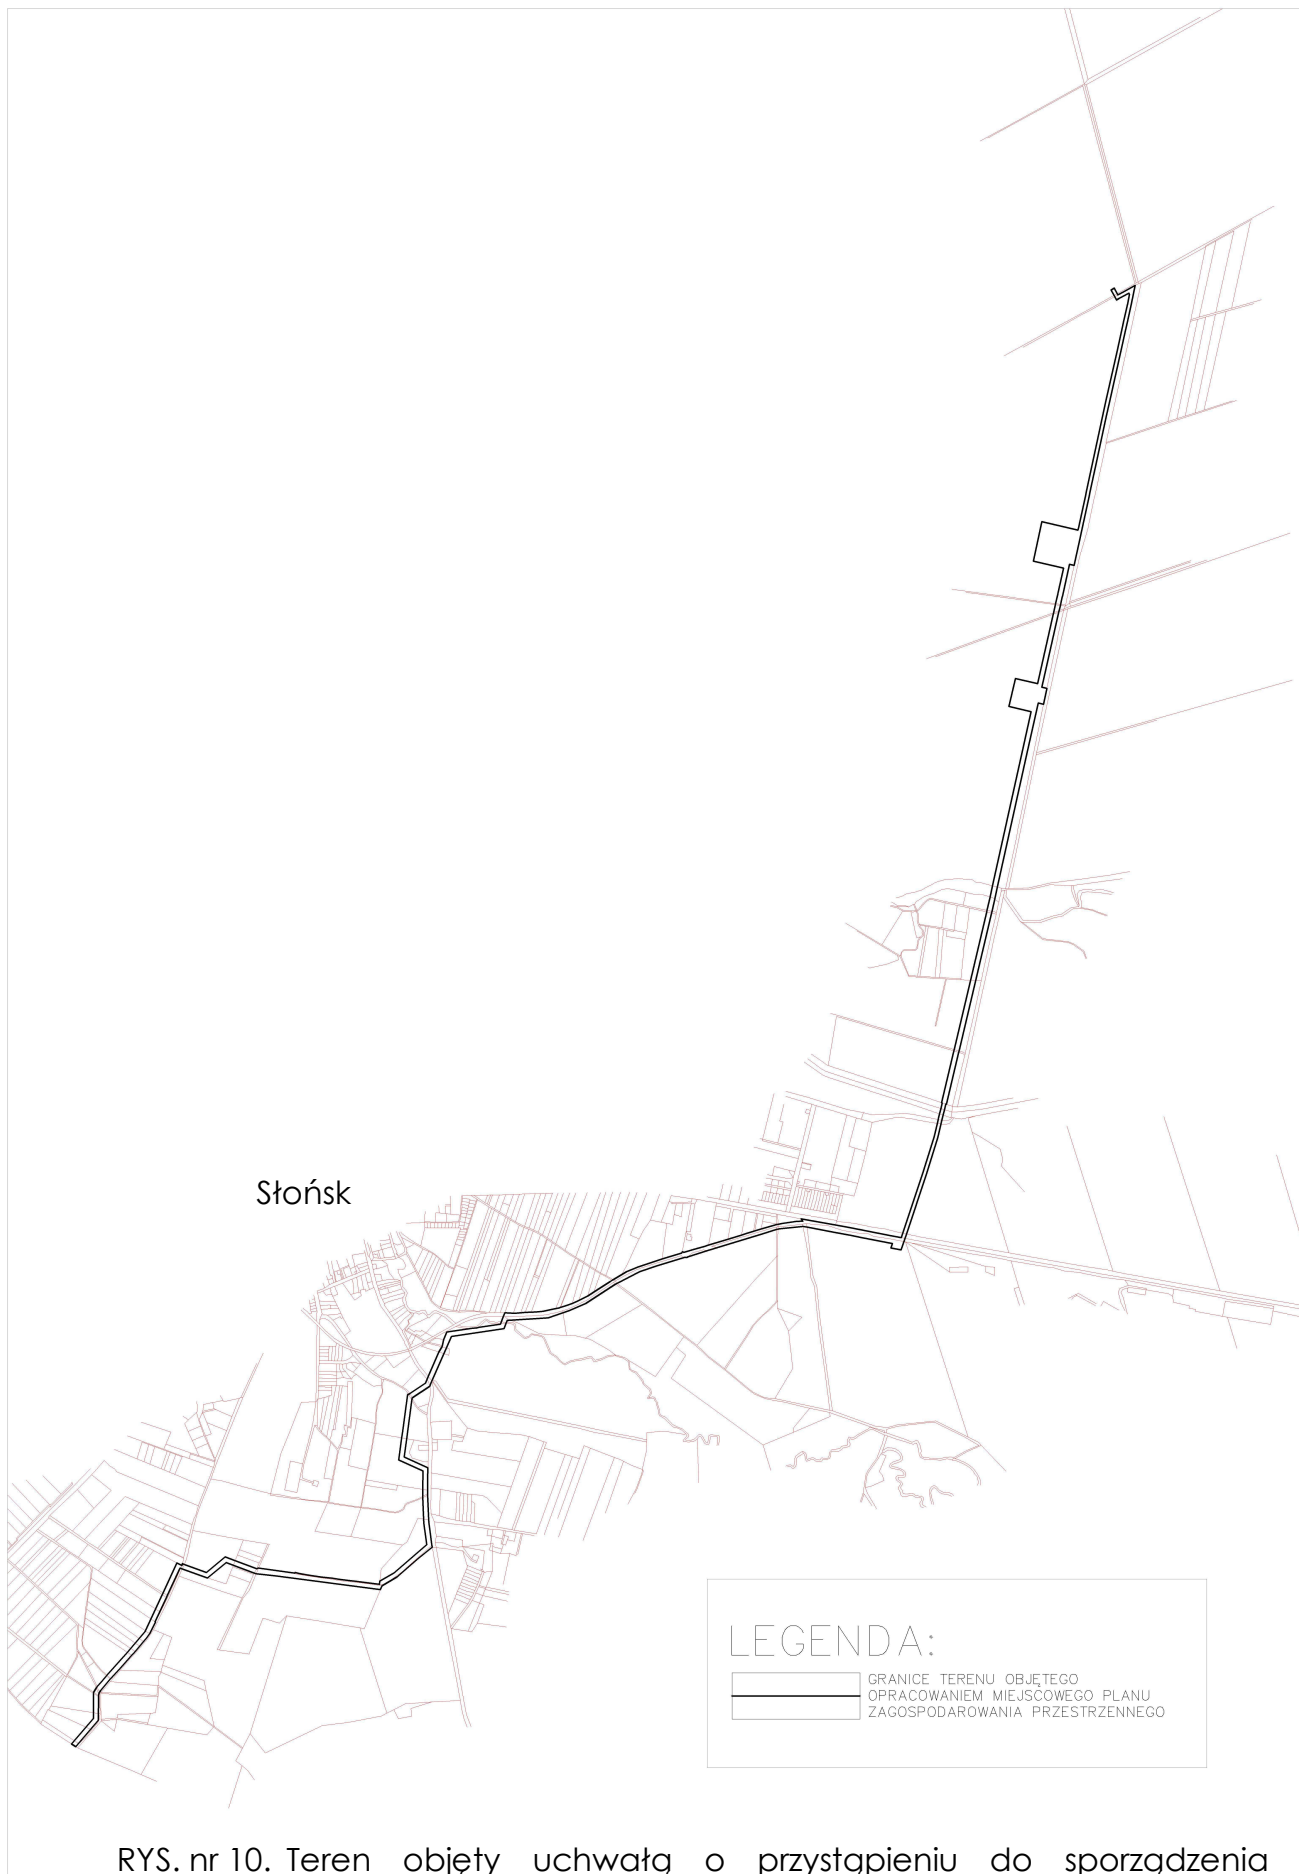 Słońsk
LEGENDA:
GRANICE TERENU OBJĘTEGO
OPRACOWANIEM MIEJSCOWEGO PLANU
ZAGOSPODAROWANIA PRZESTRZENNEGO
RYS. nr 10. Teren objęty uchwałą o przystąpieniu do sporządzenia